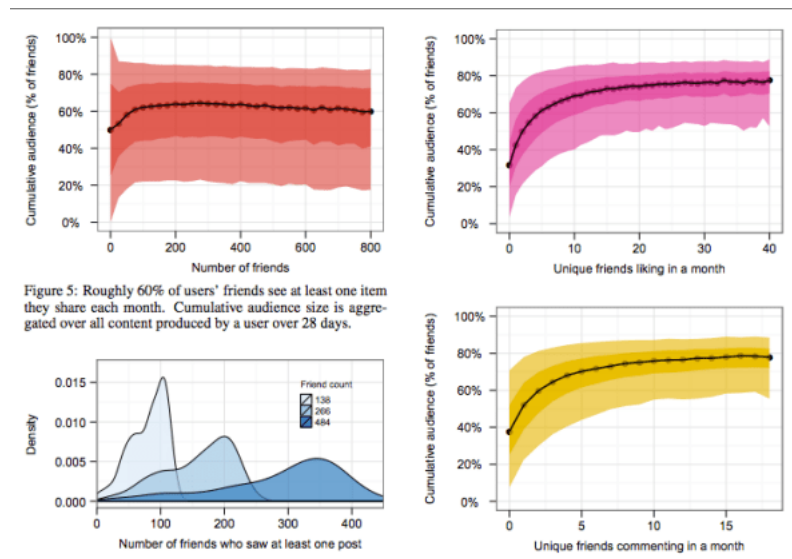 100%
80%
60%
40%
20%
0%
Cumulative audience (% of friends)
0 200 400 600 800
Number of friends
Figure 5: Roughly 60% of users' friends see at least one item
they share each month. Cumulative audience size is aggre-
gated over all content produced by a user over 28 days.
0.015
0.010
0.005
0.000
Density
Friend count
138
266
484
0 100 200 300 400
Number of friends who saw at least one post
100%
80%
60%
40%
20%
0%
Cumulative audience (% of friends)
0 10 20 30 40
Unique friends liking in a month
100%
80%
60%
40%
20%
0%
Cumulative audience (% of friends)
0 5 10 15
Unique friends commenting in a month